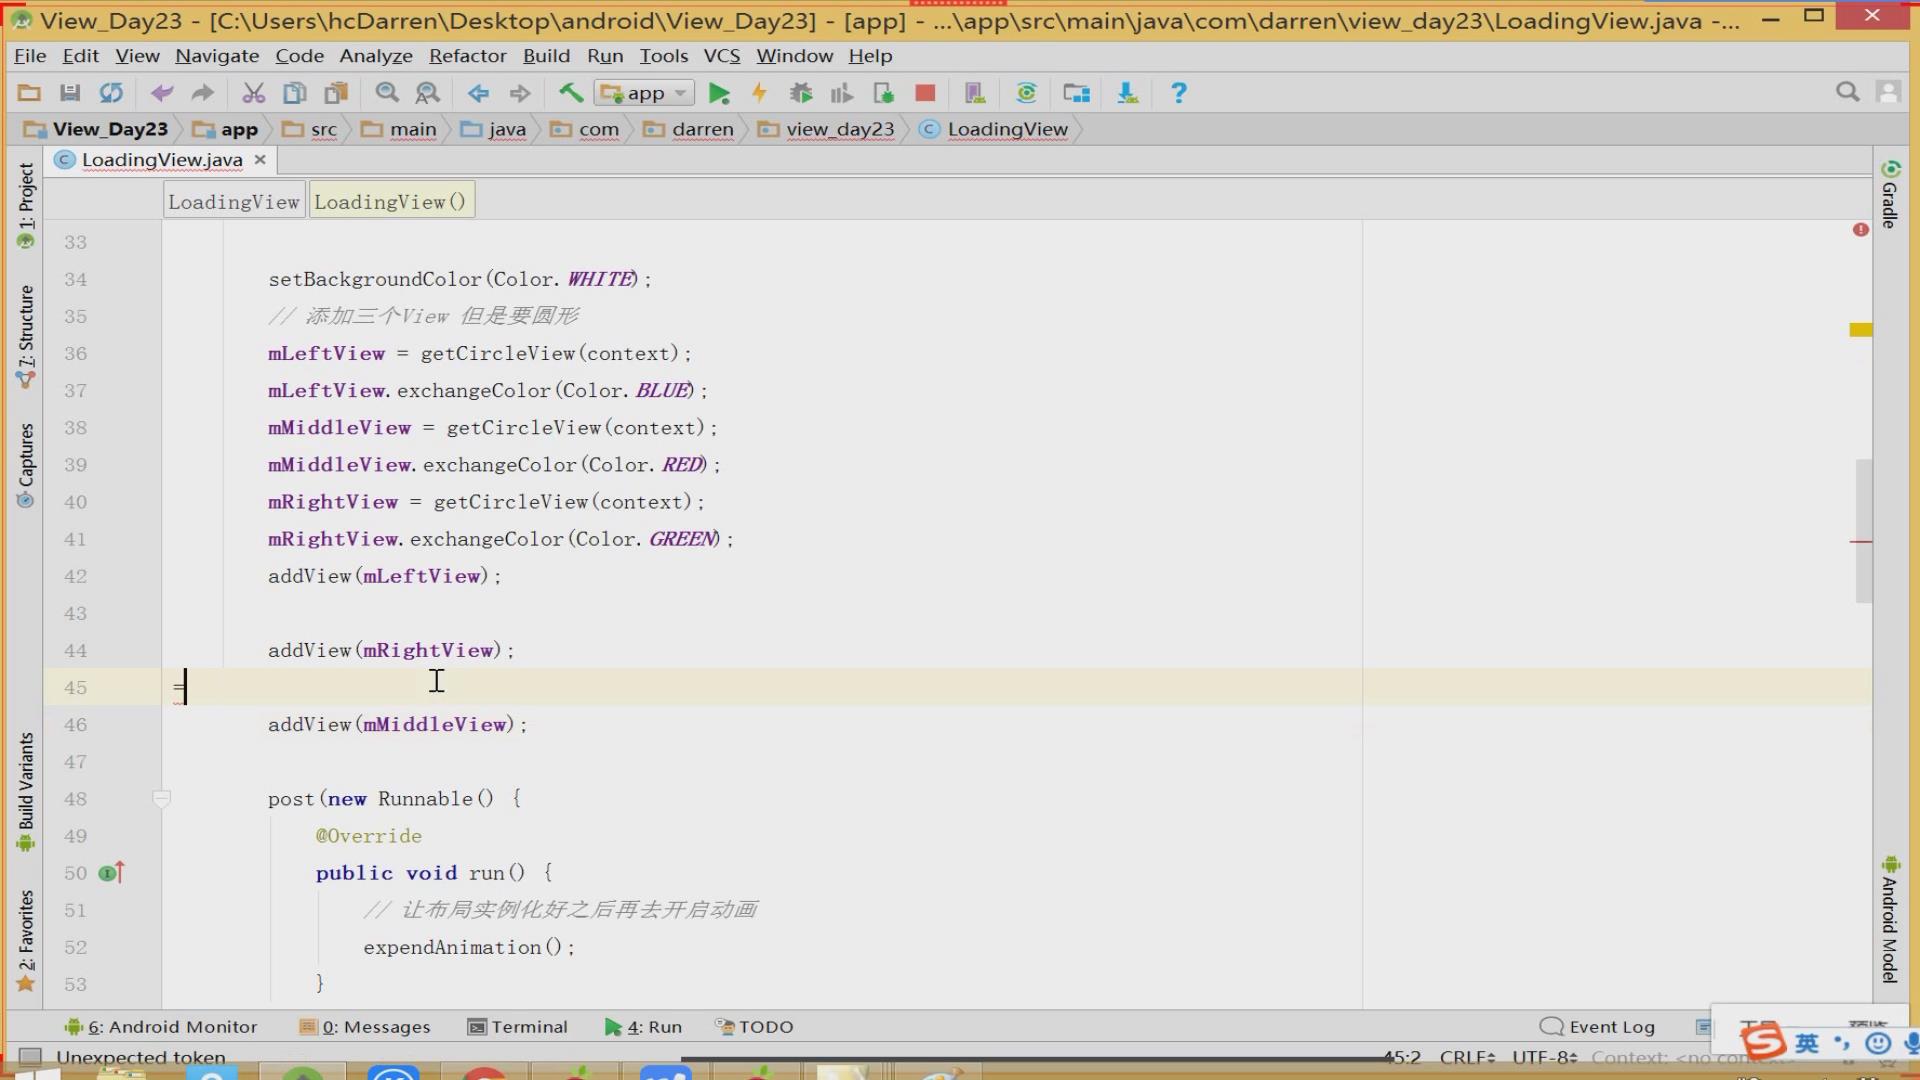 View_Day23 - [C:\Users\hcDarren\Desktop\android\View_Day23] - [app] - ...\app\src\main\java\com\darren\view_day23\LoadingView.java -...
File Edit View Navigate Code Analyze Refactor Build Run Tools VCS Window Help
app
View_Day23 app src main java com darren view_day23 LoadingView
LoadingView.java
LoadingView LoadingView()
1: Project
7: Structure
Captures
Build Variants
2: Favorites
33
34 setBackgroundColor(Color.WHITE);
35 // 添加三个View 但是要圆形
36 mLeftView = getCircleView(context);
37 mLeftView.exchangeColor(Color.BLUE);
38 mMiddleView = getCircleView(context);
39 mMiddleView.exchangeColor(Color.RED);
40 mRightView = getCircleView(context);
41 mRightView.exchangeColor(Color.GREEN);
42 addView(mLeftView);
43
44 addView(mRightView);
45 =
46 addView(mMiddleView);
47
48 post(new Runnable() {
49 @Override
50 public void run() {
51 // 让布局实例化好之后再去开启动画
52 expendAnimation();
53 }
Gradle
Android Model
6: Android Monitor 0: Messages Terminal 4: Run TODO Event Log
Unexpected token 45:2 CRLF UTF-8 Context: <no context>
英